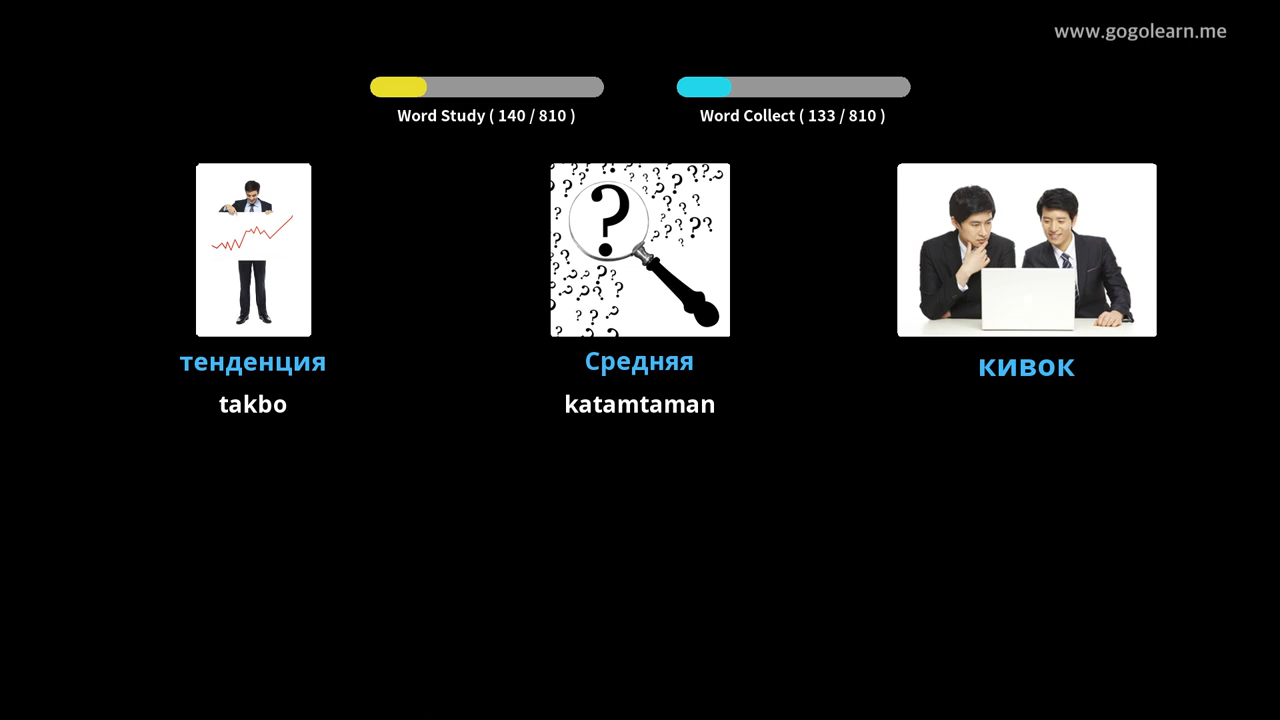 www.gogolearn.me
Word Study ( 140 / 810 )
Word Collect ( 133 / 810 )
тенденция
takbo
Средняя
katamtaman
кивок